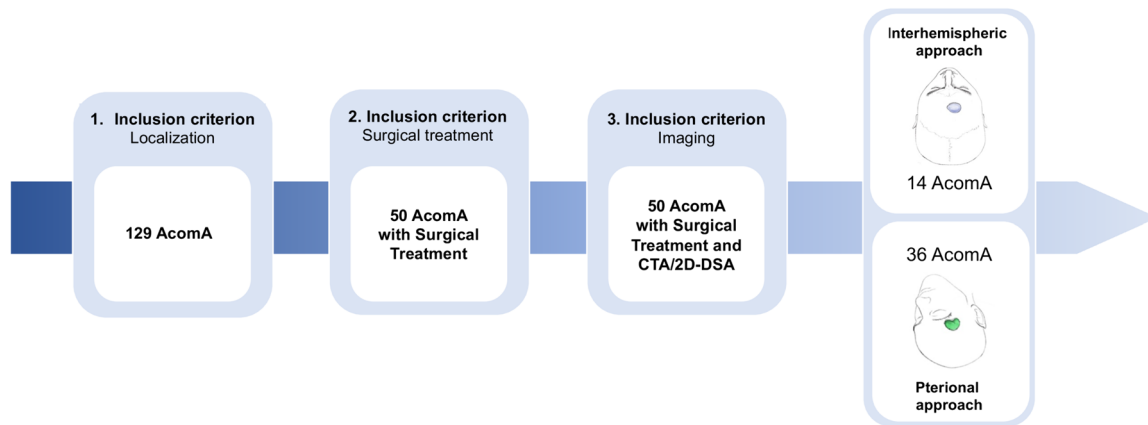 1. Inclusion criterion
Localization
129 AcomA
2. Inclusion criterion
Surgical treatment
50 AcomA
with Surgical
Treatment
3. Inclusion criterion
Imaging
50 AcomA
with Surgical
Treatment and
CTA/2D-DSA
Interhemispheric
approach
14 AcomA
36 AcomA
Pterional
approach